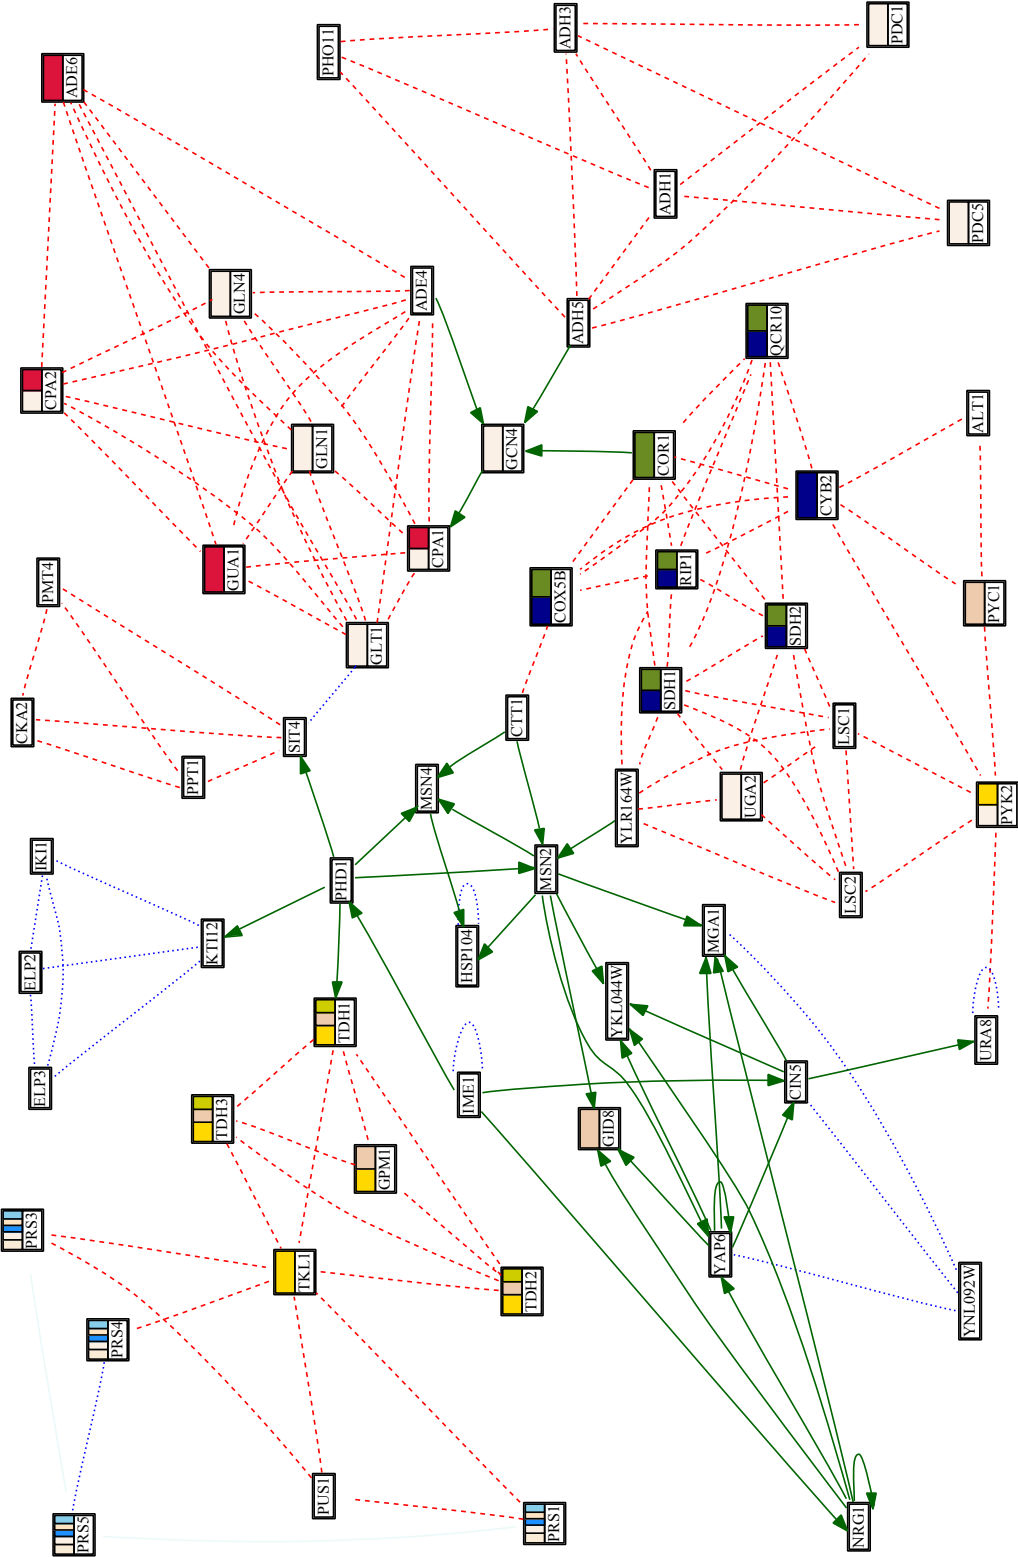 ADH3
PDC1
PHO11
ADE6
ADH1
PDC5
GLN4
ADE4
ADH5
QCR10
CPA2
ALT1
GLN1
GCN4
COR1
CYB2
CPA1
GUA1
PMT4
RIP1
COX5B
PYC1
SDH2
GLT1
SDH1
CKA2
SIT4
CTT1
LSC1
PPT1
MSN4
UGA2
YLR164W
PYK2
IKI1
PHD1
MSN2
LSC2
MGA1
KTI12
HSP104
ELP2
YKL044W
TDH1
URA8
CIN5
ELP3
IME1
TDH3
GID8
GPM1
PRS3
YAP6
TKL1
TDH2
YNL092W
PRS4
PUS1
PRS5
PRS1
NRG1